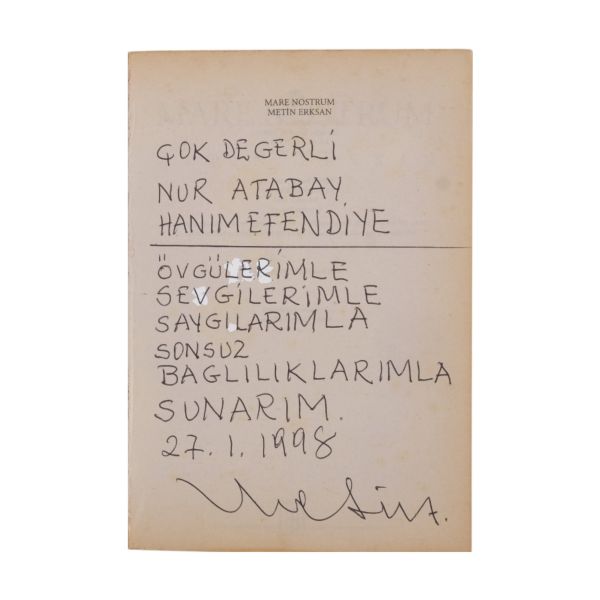 MARE NOSTRUM
METİN ERKSAN
ÇOK DEGERLİ
NUR ATABAY
HANIMEFENDİYE
ÖVGÜLERİMLE
SEVGİLERİMLE
SAYGILARIMLA
SONSUZ
BAGLILIKLARIMLA
SUNARIM.
27.1.1998